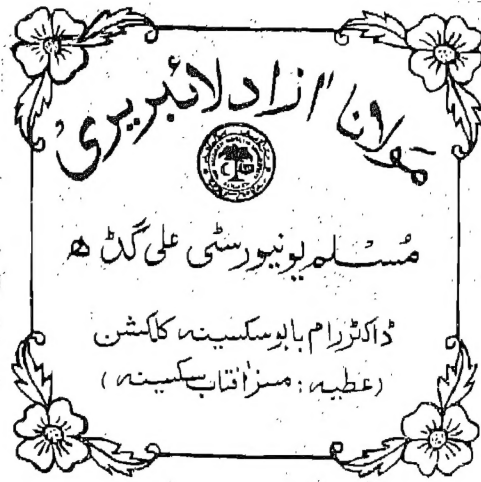 مولانا آزاد لائبریری
مسلم یونیورسٹی علی گڈھ
ڈاکٹر رام بابو سکسینہ کلکشن
(عطیہ: مسز آفتاب سکسینہ)